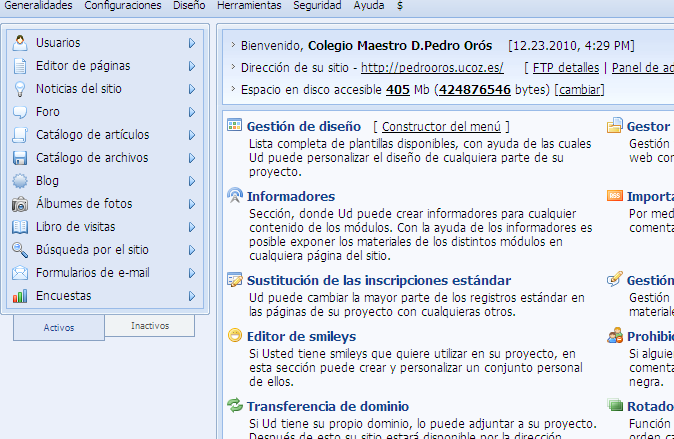 Generalidades Configuraciones Diseño Herramientas Seguridad Ayuda $
Usuarios
Editor de páginas
Noticias del sitio
Foro
Catálogo de artículos
Catálogo de archivos
Blog
Álbumes de fotos
Libro de visitas
Búsqueda por el sitio
Formularios de e-mail
Encuestas
Activos
Inactivos
Bienvenido, Colegio Maestro D.Pedro Orós [12.23.2010, 4:29 PM]
Dirección de su sitio - http://pedrooros.ucoz.es/ [ FTP detalles | Panel de ac
Espacio en disco accesible 405 Mb (424876546 bytes) [cambiar]
Gestión de diseño [ Constructor del menú ]
Lista completa de plantillas disponibles, con ayuda de las cuales
Ud puede personalizar el diseño de cualquiera parte de su
proyecto.
Informadores
Sección, donde Ud puede crear informadores para cualquier
contenido de los módulos. Con la ayuda de los informadores es
posible exponer los materiales de los distintos módulos en
cualquiera página del sitio.
Sustitución de las inscripciones estándar
Ud puede cambiar la mayor parte de los registros estándar en
las páginas de su proyecto con cualquieras otros.
Editor de smileys
Si Usted tiene smileys que quiere utilizar en su proyecto, en
esta sección puede crear y personalizar un conjunto personal
de ellos.
Transferencia de dominio
Si Ud tiene su propio dominio, lo puede adjuntar a su proyecto.
Después de esto su sitio estará disponible por la dirección
Gestor
Gestión
web con
RSS
Importa
Por med
comenta
Gestión
Gestión
materiale
Prohibic
Si alguie
comenta
negra.
Rotado
Función
orden ca